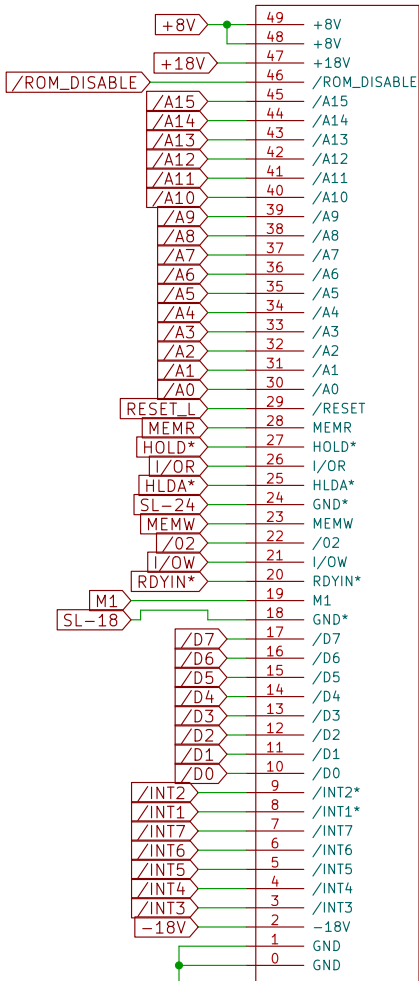 +8V 49 +8V
48 +8V
+18V 47 +18V
/ROM_DISABLE 46 /ROM_DISABLE
/A15 45 /A15
/A14 44 /A14
/A13 43 /A13
/A12 42 /A12
/A11 41 /A11
/A10 40 /A10
/A9 39 /A9
/A8 38 /A8
/A7 37 /A7
/A6 36 /A6
/A5 35 /A5
/A4 34 /A4
/A3 33 /A3
/A2 32 /A2
/A1 31 /A1
/A0 30 /A0
RESET_L 29 /RESET
MEMR 28 MEMR
HOLD* 27 HOLD*
I/OR 26 I/OR
HLDA* 25 HLDA*
SL-24 24 GND*
MEMW 23 MEMW
/02 22 /02
I/OW 21 I/OW
RDYIN* 20 RDYIN*
M1 19 M1
SL-18 18 GND*
/D7 17 /D7
/D6 16 /D6
/D5 15 /D5
/D4 14 /D4
/D3 13 /D3
/D2 12 /D2
/D1 11 /D1
/D0 10 /D0
/INT2 9 /INT2*
/INT1 8 /INT1*
/INT7 7 /INT7
/INT6 6 /INT6
/INT5 5 /INT5
/INT4 4 /INT4
/INT3 3 /INT3
-18V 2 -18V
1 GND
0 GND